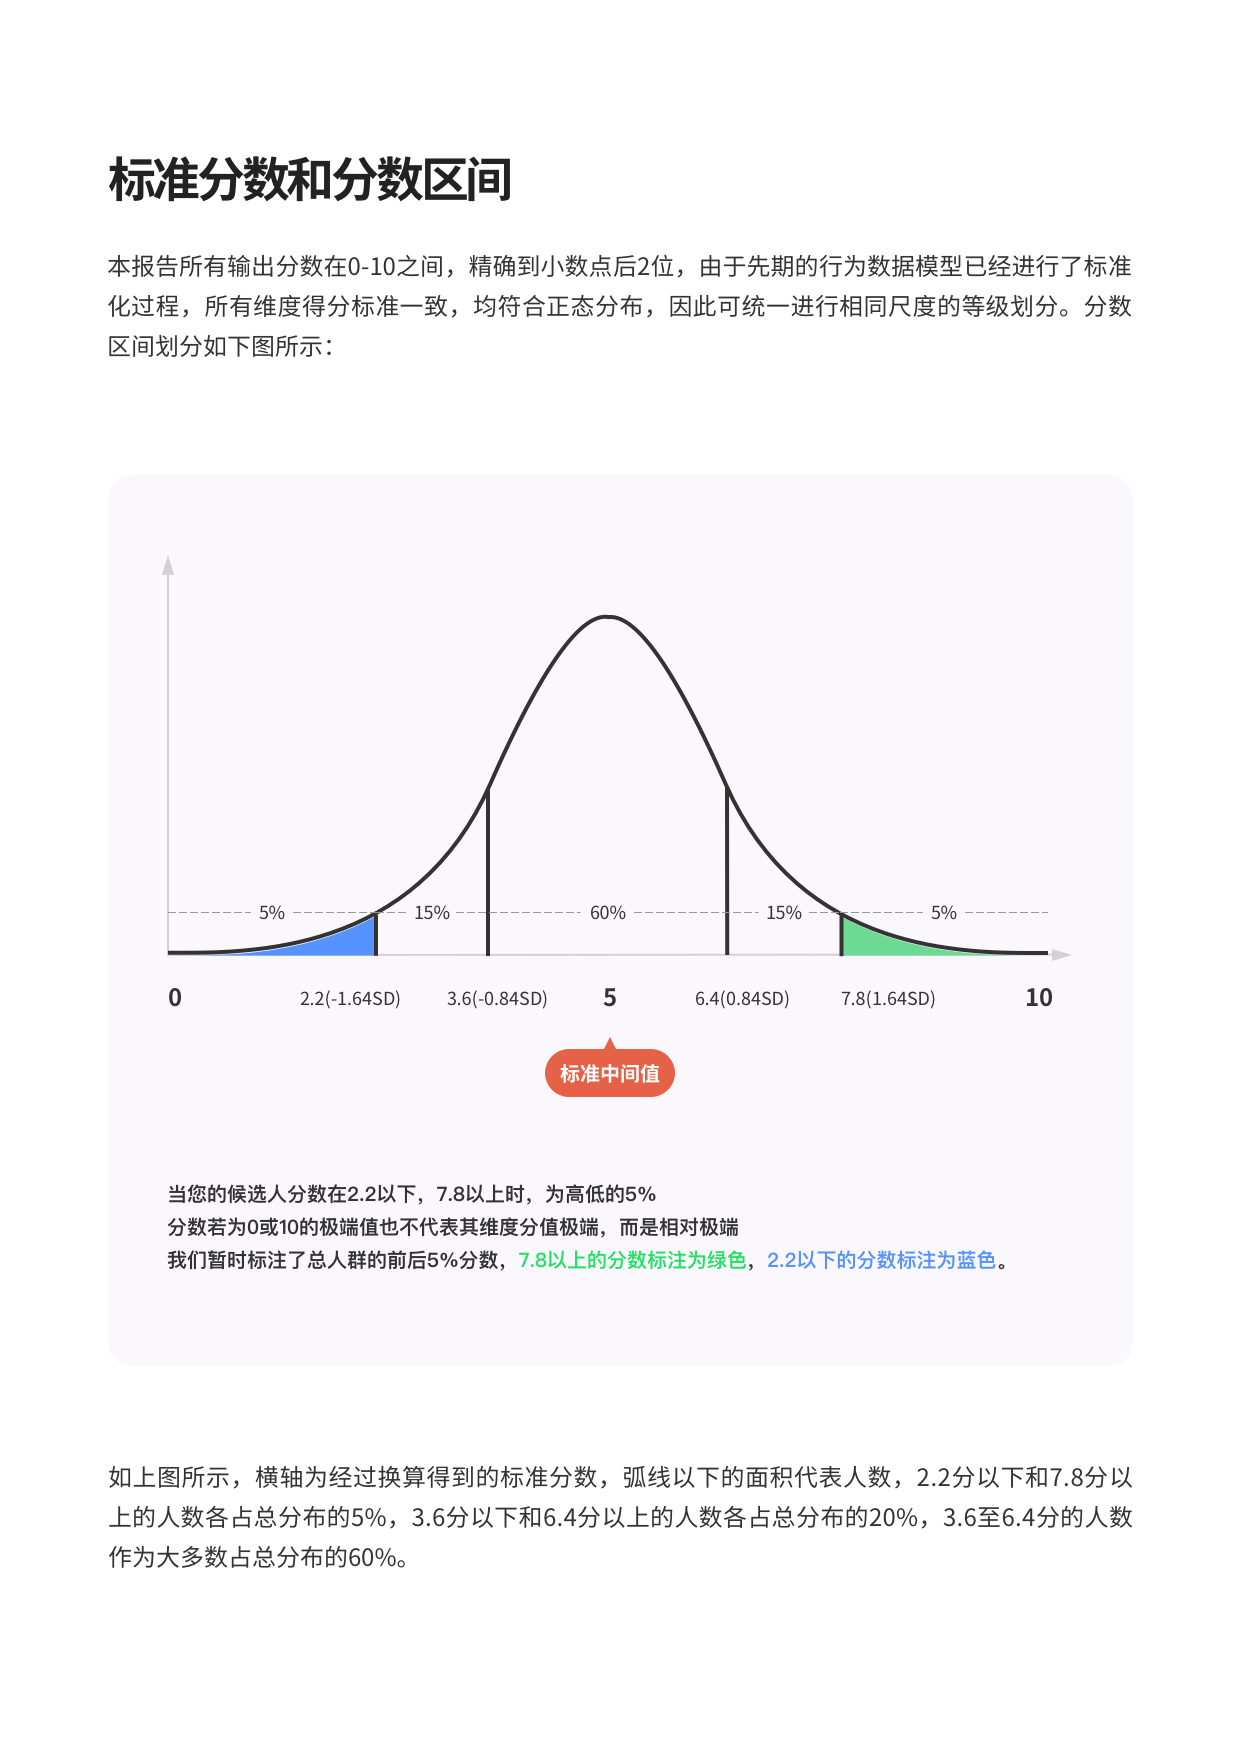 标准分数和分数区间
本报告所有输出分数在0-10之间，精确到小数点后2位，由于先期的行为数据模型已经进行了标准
化过程，所有维度得分标准一致，均符合正态分布，因此可统一进行相同尺度的等级划分。分数
区间划分如下图所示：
5% 15% 60% 15% 5%
0 2.2(-1.64SD) 3.6(-0.84SD) 5 6.4(0.84SD) 7.8(1.64SD) 10
标准中间值
当您的候选人分数在2.2以下，7.8以上时，为高低的5%
分数若为0或10的极端值也不代表其维度分值极端，而是相对极端
我们暂时标注了总人群的前后5%分数，7.8以上的分数标注为绿色，2.2以下的分数标注为蓝色。
如上图所示，横轴为经过换算得到的标准分数，弧线以下的面积代表人数，2.2分以下和7.8分以
上的人数各占总分布的5%，3.6分以下和6.4分以上的人数各占总分布的20%，3.6至6.4分的人数
作为大多数占总分布的60%。